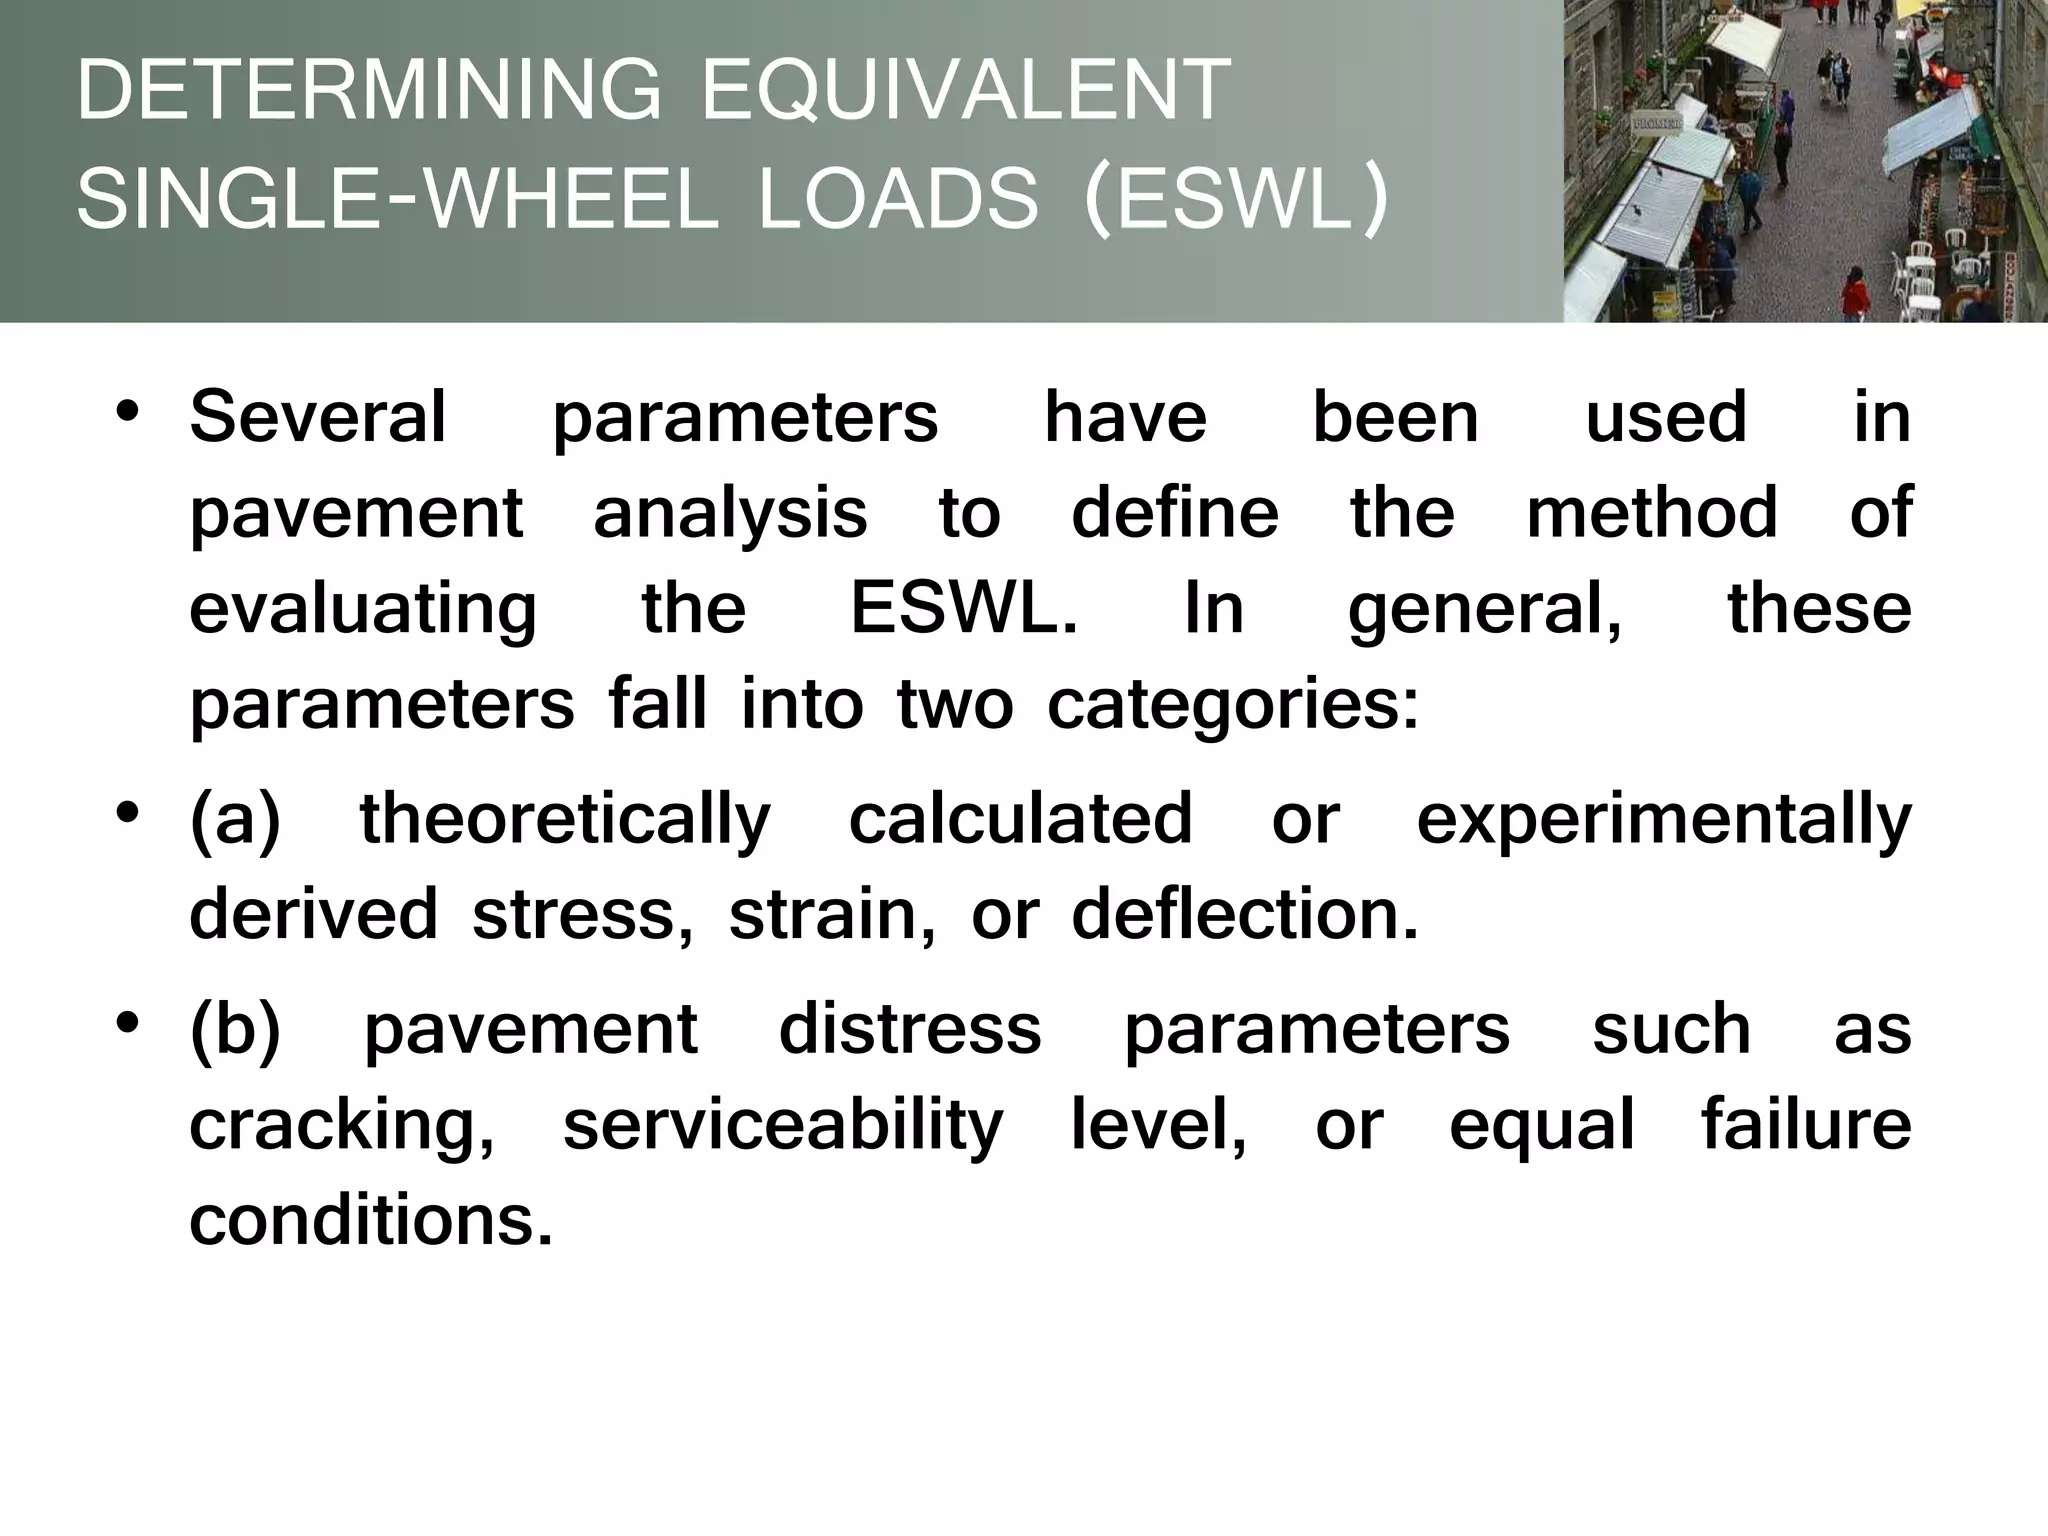 DETERMINING EQUIVALENT
SINGLE-WHEEL LOADS (ESWL)
• Several parameters have been used in
pavement analysis to define the method of
evaluating the ESWL. In general, these
parameters fall into two categories:
• (a) theoretically calculated or experimentally
derived stress, strain, or deflection.
• (b) pavement distress parameters such as
cracking, serviceability level, or equal failure
conditions.